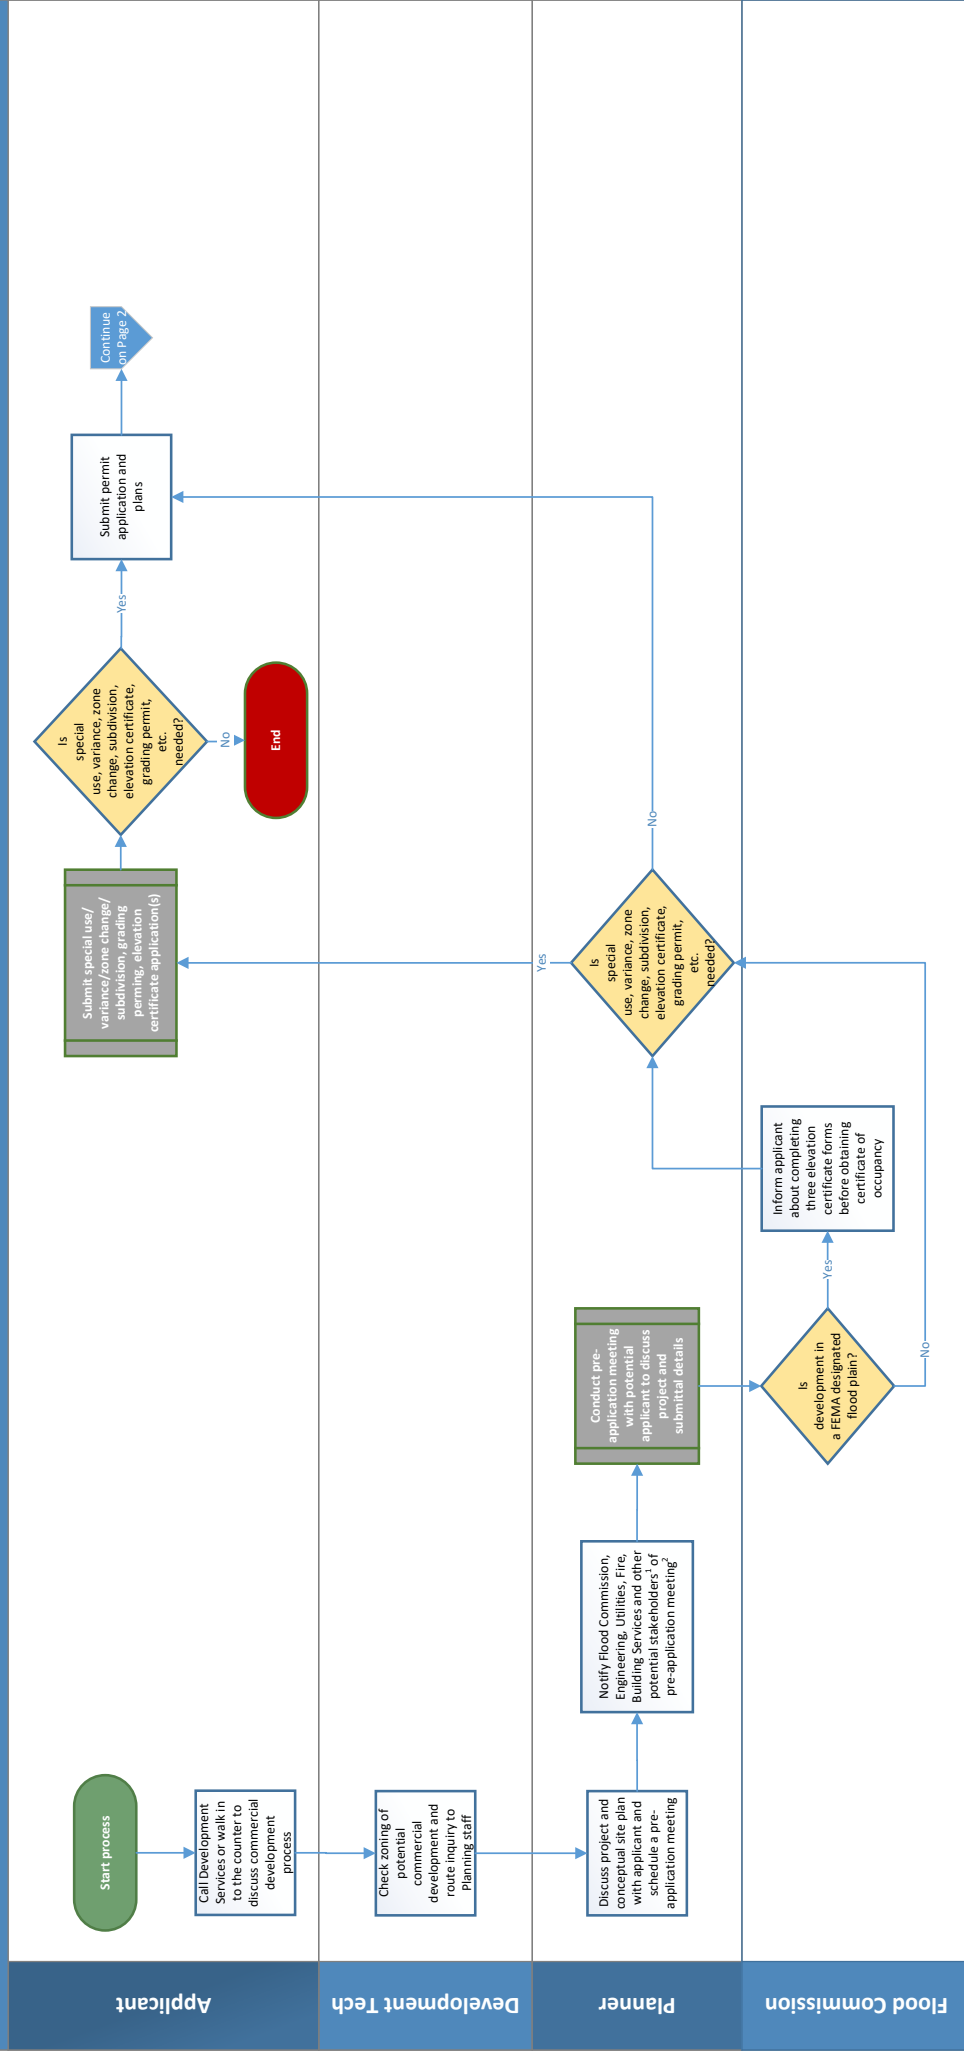 Applicant
Start process
Call Development
Services or walk in
to the counter to
discuss commercial
development
process
Submit special use/
variance/zone change/
subdivision, grading
perming, elevation
certificate application(s)
Is
special
use, variance, zone
change, subdivision,
elevation certificate,
grading permit,
etc.
needed?
Yes
No
End
Submit permit
application and
plans
Continue
on Page 2
Development Tech
Check zoning of
potential
commercial
development and
route inquiry to
Planning staff
Planner
Discuss project and
conceptual site plan
with applicant and
schedule a pre-
application meeting
Notify Flood Commission,
Engineering, Utilities, Fire,
Building Services and other
potential stakeholders¹ of
pre-application meeting²
Conduct pre-
application meeting
with potential
applicant to discuss
project and
submittal details
Is
special
use, variance, zone
change, subdivision,
elevation certificate,
grading permit,
etc.
needed?
Yes
No
Flood Commission
Is
development in
a FEMA designated
flood plain?
Yes
No
Inform applicant
about completing
three elevation
certificate forms
before obtaining
certificate of
occupancy